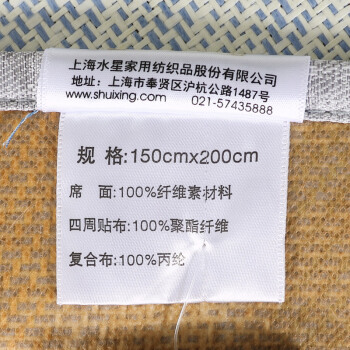 上海水星家用纺织品股份有限公司
地址：上海市奉贤区沪杭公路1487号
www.shuixing.com 021-57435888
规 格：150cmx200cm
席 面：100%纤维素材料
四周贴布：100%聚酯纤维
复合布：100%丙纶